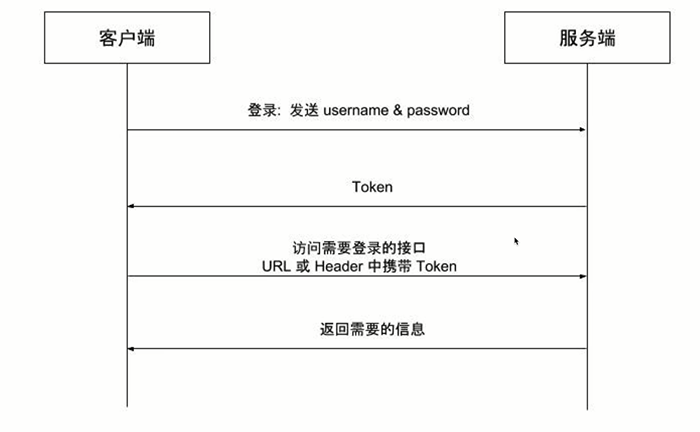 客户端
服务端
登录: 发送 username & password
Token
访问需要登录的接口
URL 或 Header 中携带 Token
返回需要的信息